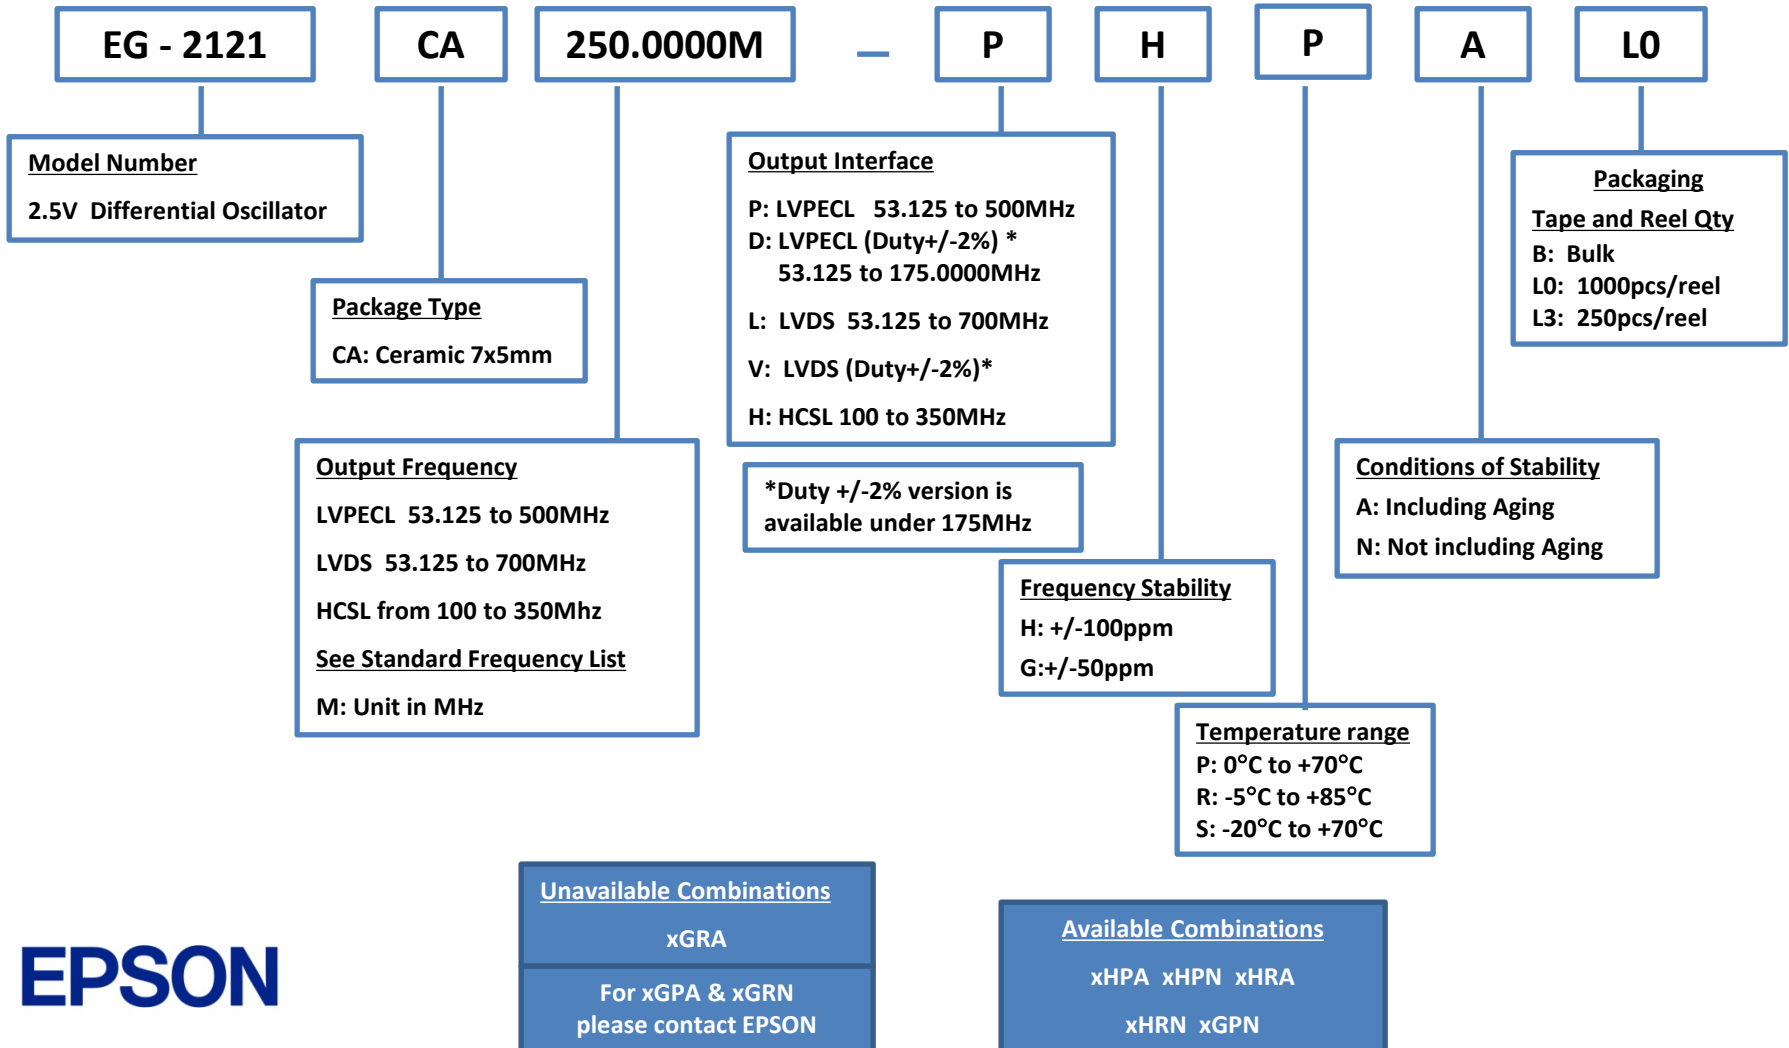 EG - 2121 CA 250.0000M – P H P A L0
Model Number
2.5V Differential Oscillator
Package Type
CA: Ceramic 7x5mm
Output Frequency
LVPECL 53.125 to 500MHz
LVDS 53.125 to 700MHz
HCSL from 100 to 350Mhz
See Standard Frequency List
M: Unit in MHz
Output Interface
P: LVPECL 53.125 to 500MHz
D: LVPECL (Duty+/-2%) *
53.125 to 175.0000MHz
L: LVDS 53.125 to 700MHz
V: LVDS (Duty+/-2%)*
H: HCSL 100 to 350MHz
*Duty +/-2% version is
available under 175MHz
Frequency Stability
H: +/-100ppm
G:+/-50ppm
Temperature range
P: 0°C to +70°C
R: -5°C to +85°C
S: -20°C to +70°C
Conditions of Stability
A: Including Aging
N: Not including Aging
Packaging
Tape and Reel Qty
B: Bulk
L0: 1000pcs/reel
L3: 250pcs/reel
Unavailable Combinations
xGRA
For xGPA & xGRN
please contact EPSON
Available Combinations
xHPA xHPN xHRA
xHRN xGPN
EPSON